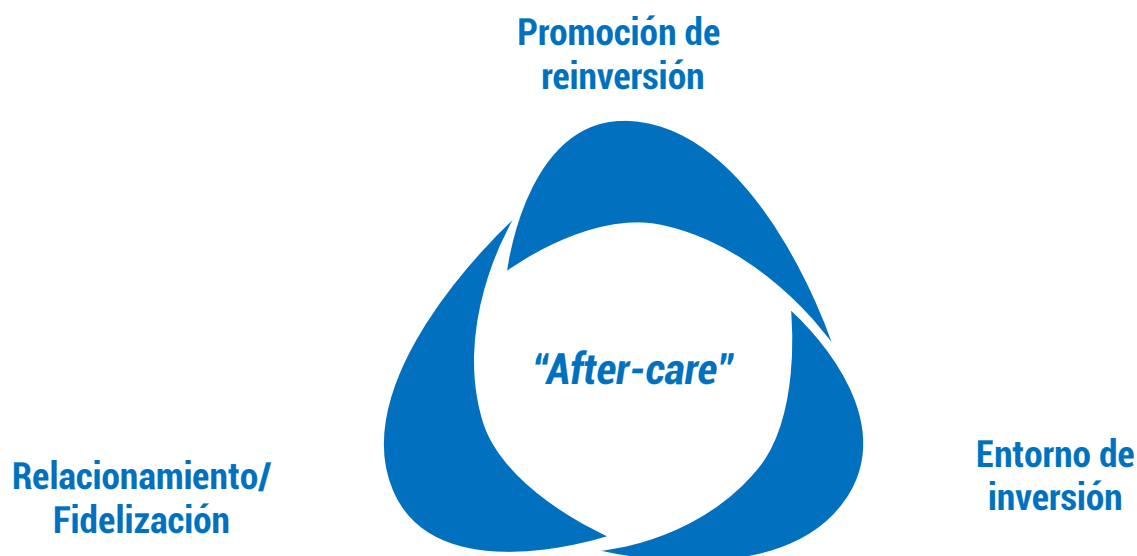 Promoción de
reinversión
“After-care”
Relacionamiento/
Fidelización
Entorno de
inversión